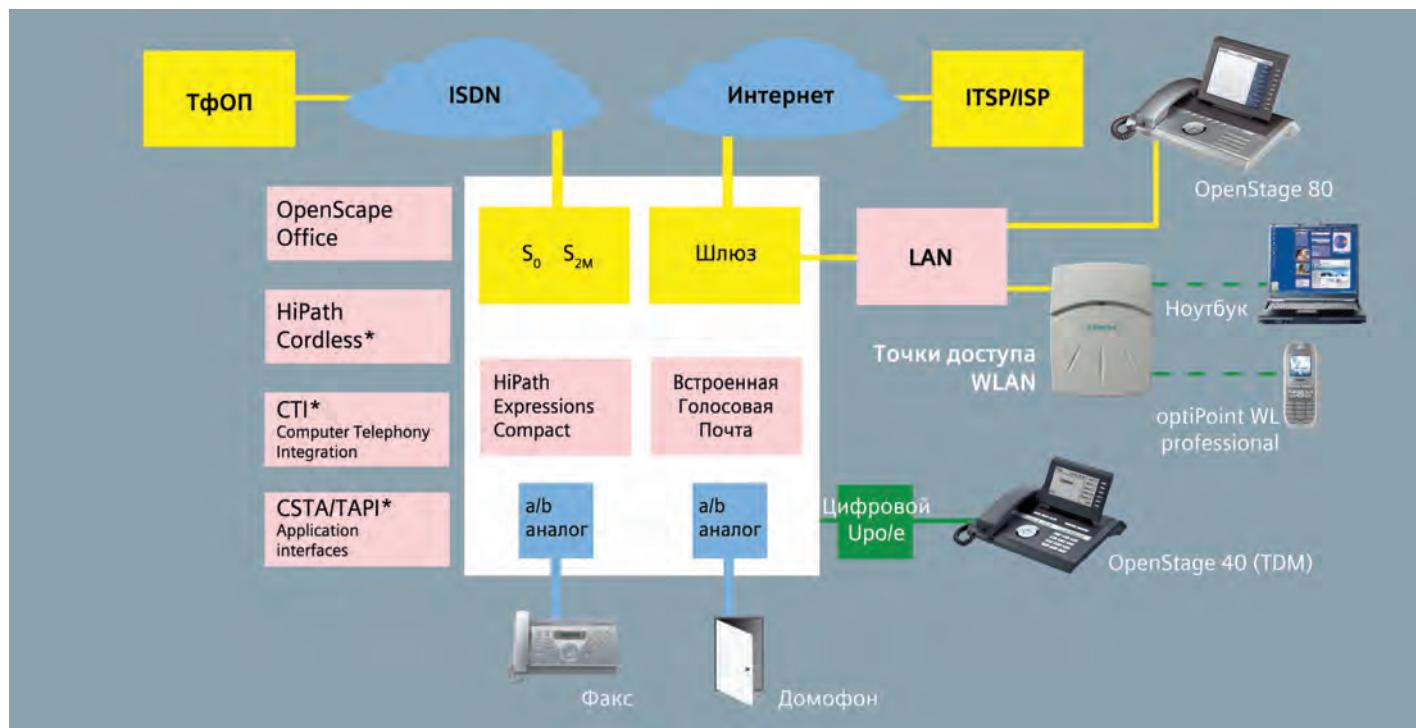 ТфОП
ISDN
Интернет
ITSP/ISP
OpenStage 80
OpenScape
Office
S₀ S₂M
Шлюз
LAN
HiPath
Cordless*
Ноутбук
Точки доступа
WLAN
HiPath
Expressions
Compact
Встроенная
Голосовая
Почта
CTI*
Computer Telephony
Integration
optiPoint WL
professional
CSTA/TAPI*
Application
interfaces
a/b
аналог
a/b
аналог
Цифровой
Upo/e
OpenStage 40 (TDM)
Факс
Домофон